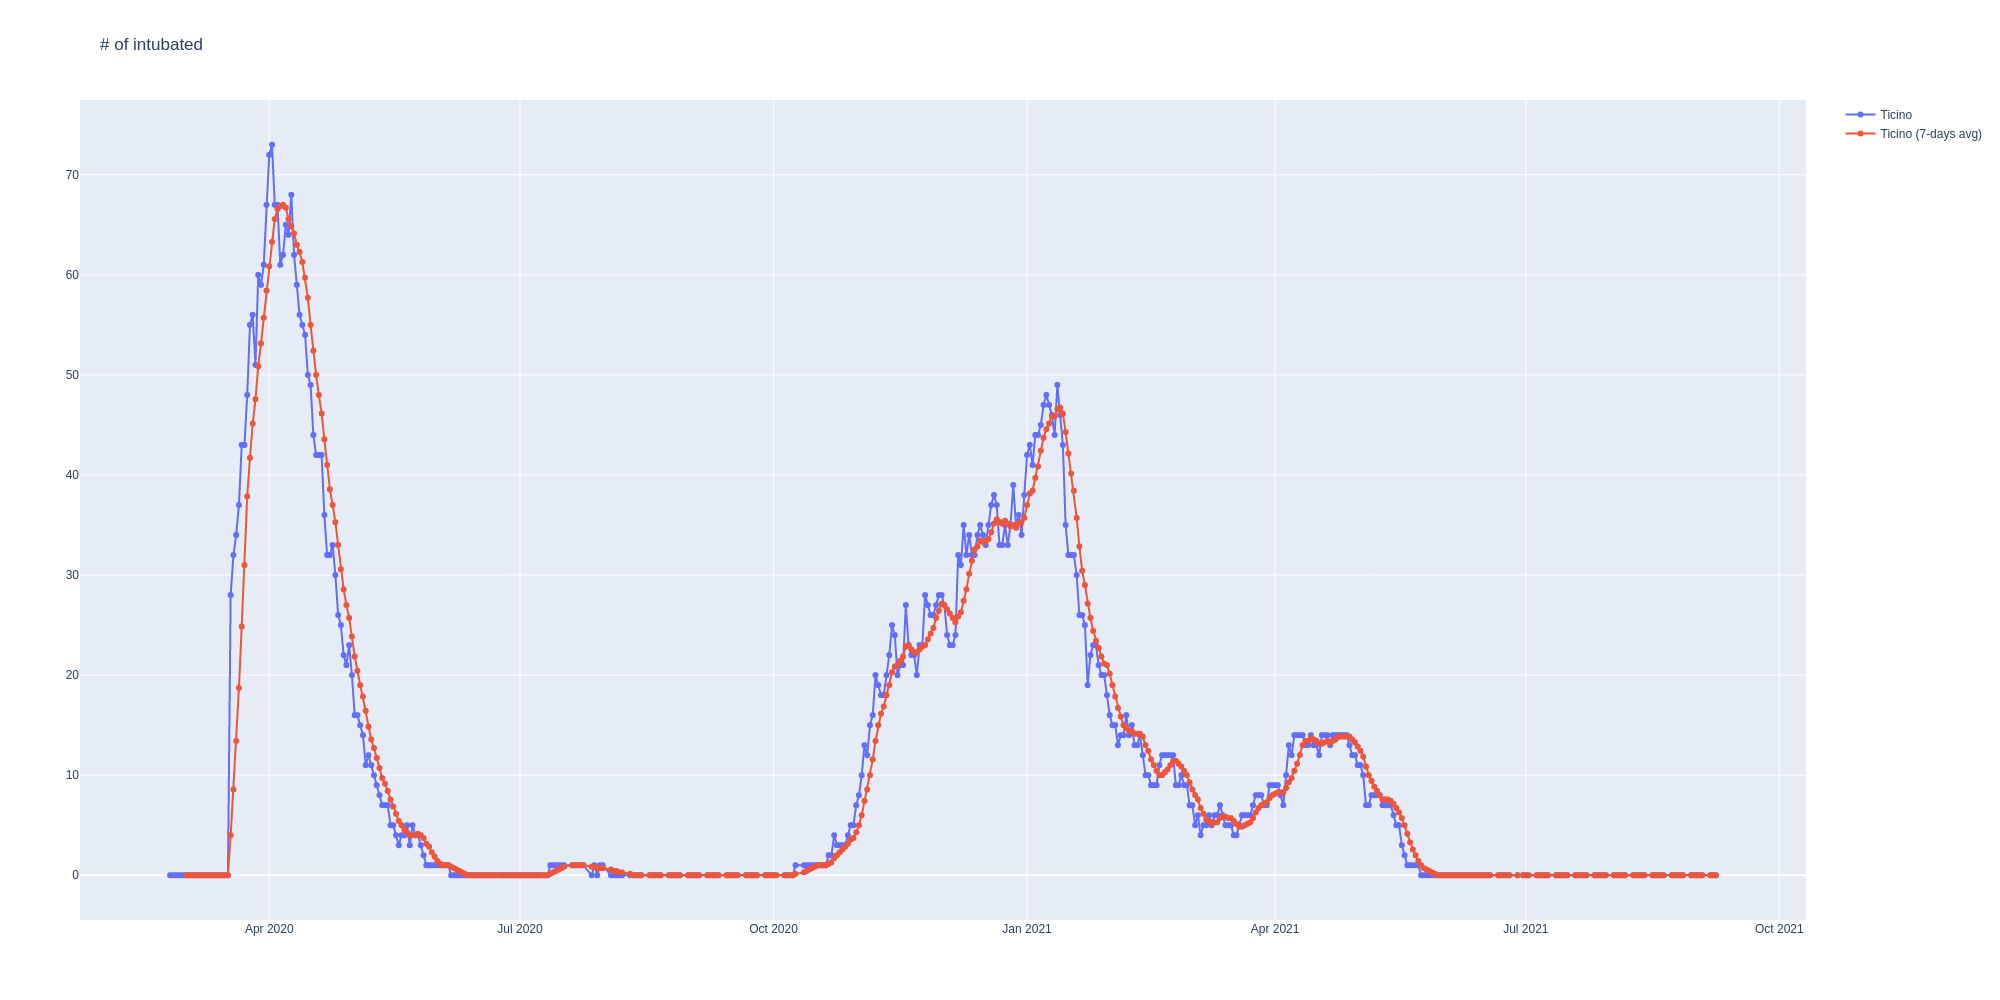 # of intubated
Ticino
Ticino (7-days avg)
70
60
50
40
30
20
10
0
Apr 2020
Jul 2020
Oct 2020
Jan 2021
Apr 2021
Jul 2021
Oct 2021